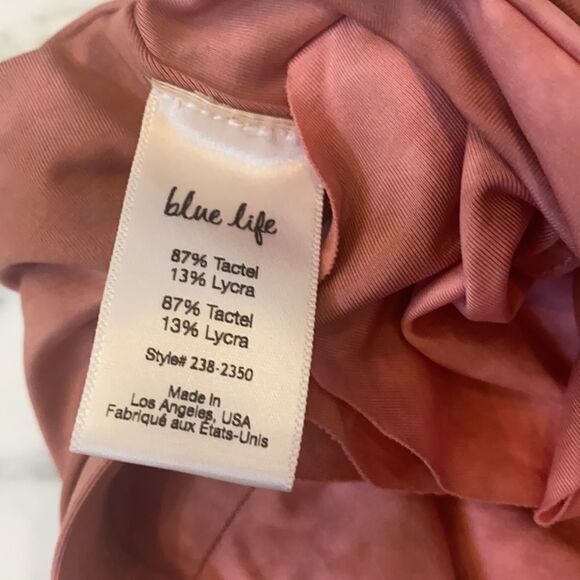 blue life
87% Tactel
13% Lycra
87% Tactel
13% Lycra
Style# 238-2350
Made In
Los Angeles, USA
Fabriqué aux États-Unis